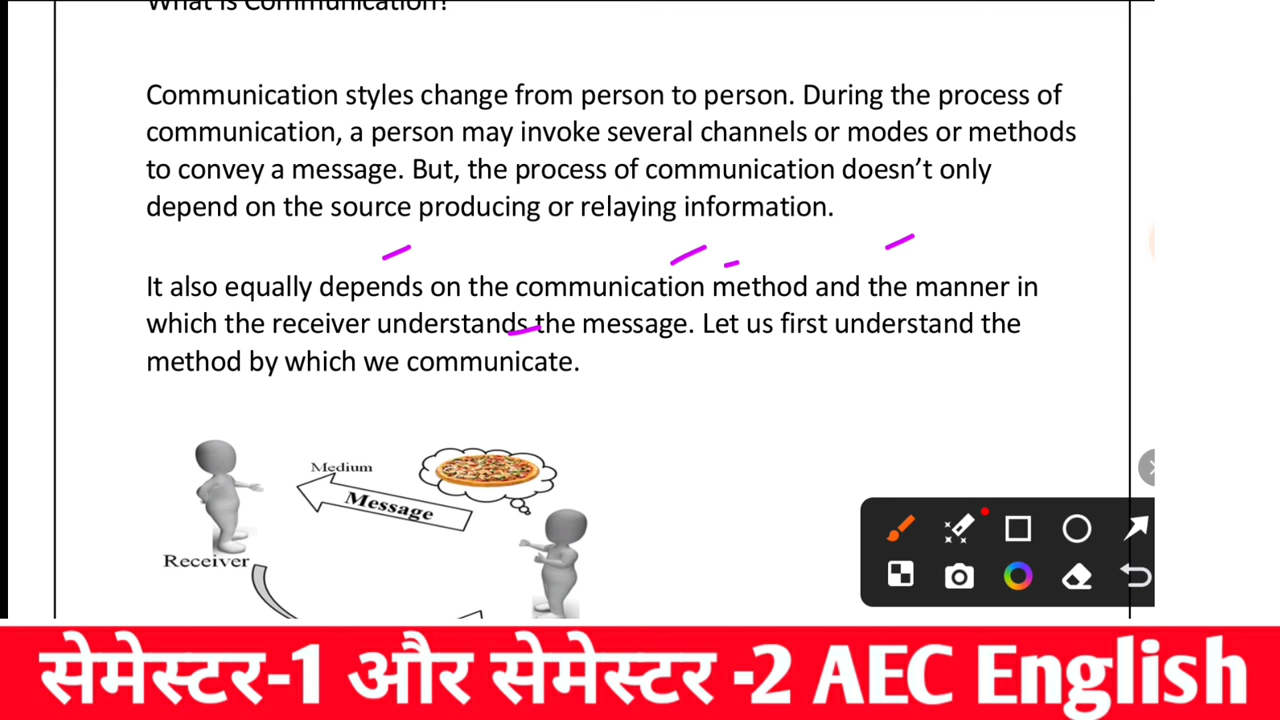 What is Communication?
Communication styles change from person to person. During the process of
communication, a person may invoke several channels or modes or methods
to convey a message. But, the process of communication doesn’t only
depend on the source producing or relaying information.
It also equally depends on the communication method and the manner in
which the receiver understands the message. Let us first understand the
method by which we communicate.
Medium
Message
Receiver
सेमेस्टर-1 और सेमेस्टर -2 AEC English